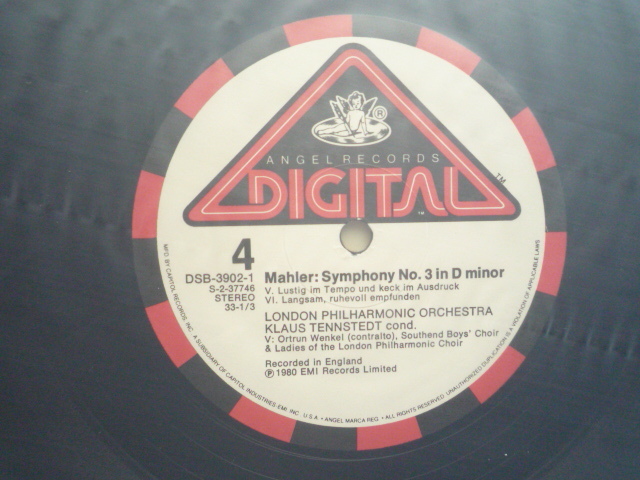 ®
ANGEL RECORDS
DIGITAL
™
™
4
DSB-3902-1
S-2-37746
STEREO
33-1/3
Mahler: Symphony No. 3 in D minor
V. Lustig im Tempo und keck im Ausdruck
VI. Langsam, ruhevoll empfunden
LONDON PHILHARMONIC ORCHESTRA
KLAUS TENNSTEDT cond.
V: Ortrun Wenkel (contralto), Southend Boys' Choir
& Ladies of the London Philharmonic Choir
Recorded in England
℗ 1980 EMI Records Limited
MFD. BY CAPITOL RECORDS, INC., A SUBSIDIARY OF CAPITOL INDUSTRIES-EMI, INC. U.S.A. • ANGEL MARCA REG. • ALL RIGHTS RESERVED. UNAUTHORIZED DUPLICATION IS A VIOLATION OF APPLICABLE LAWS